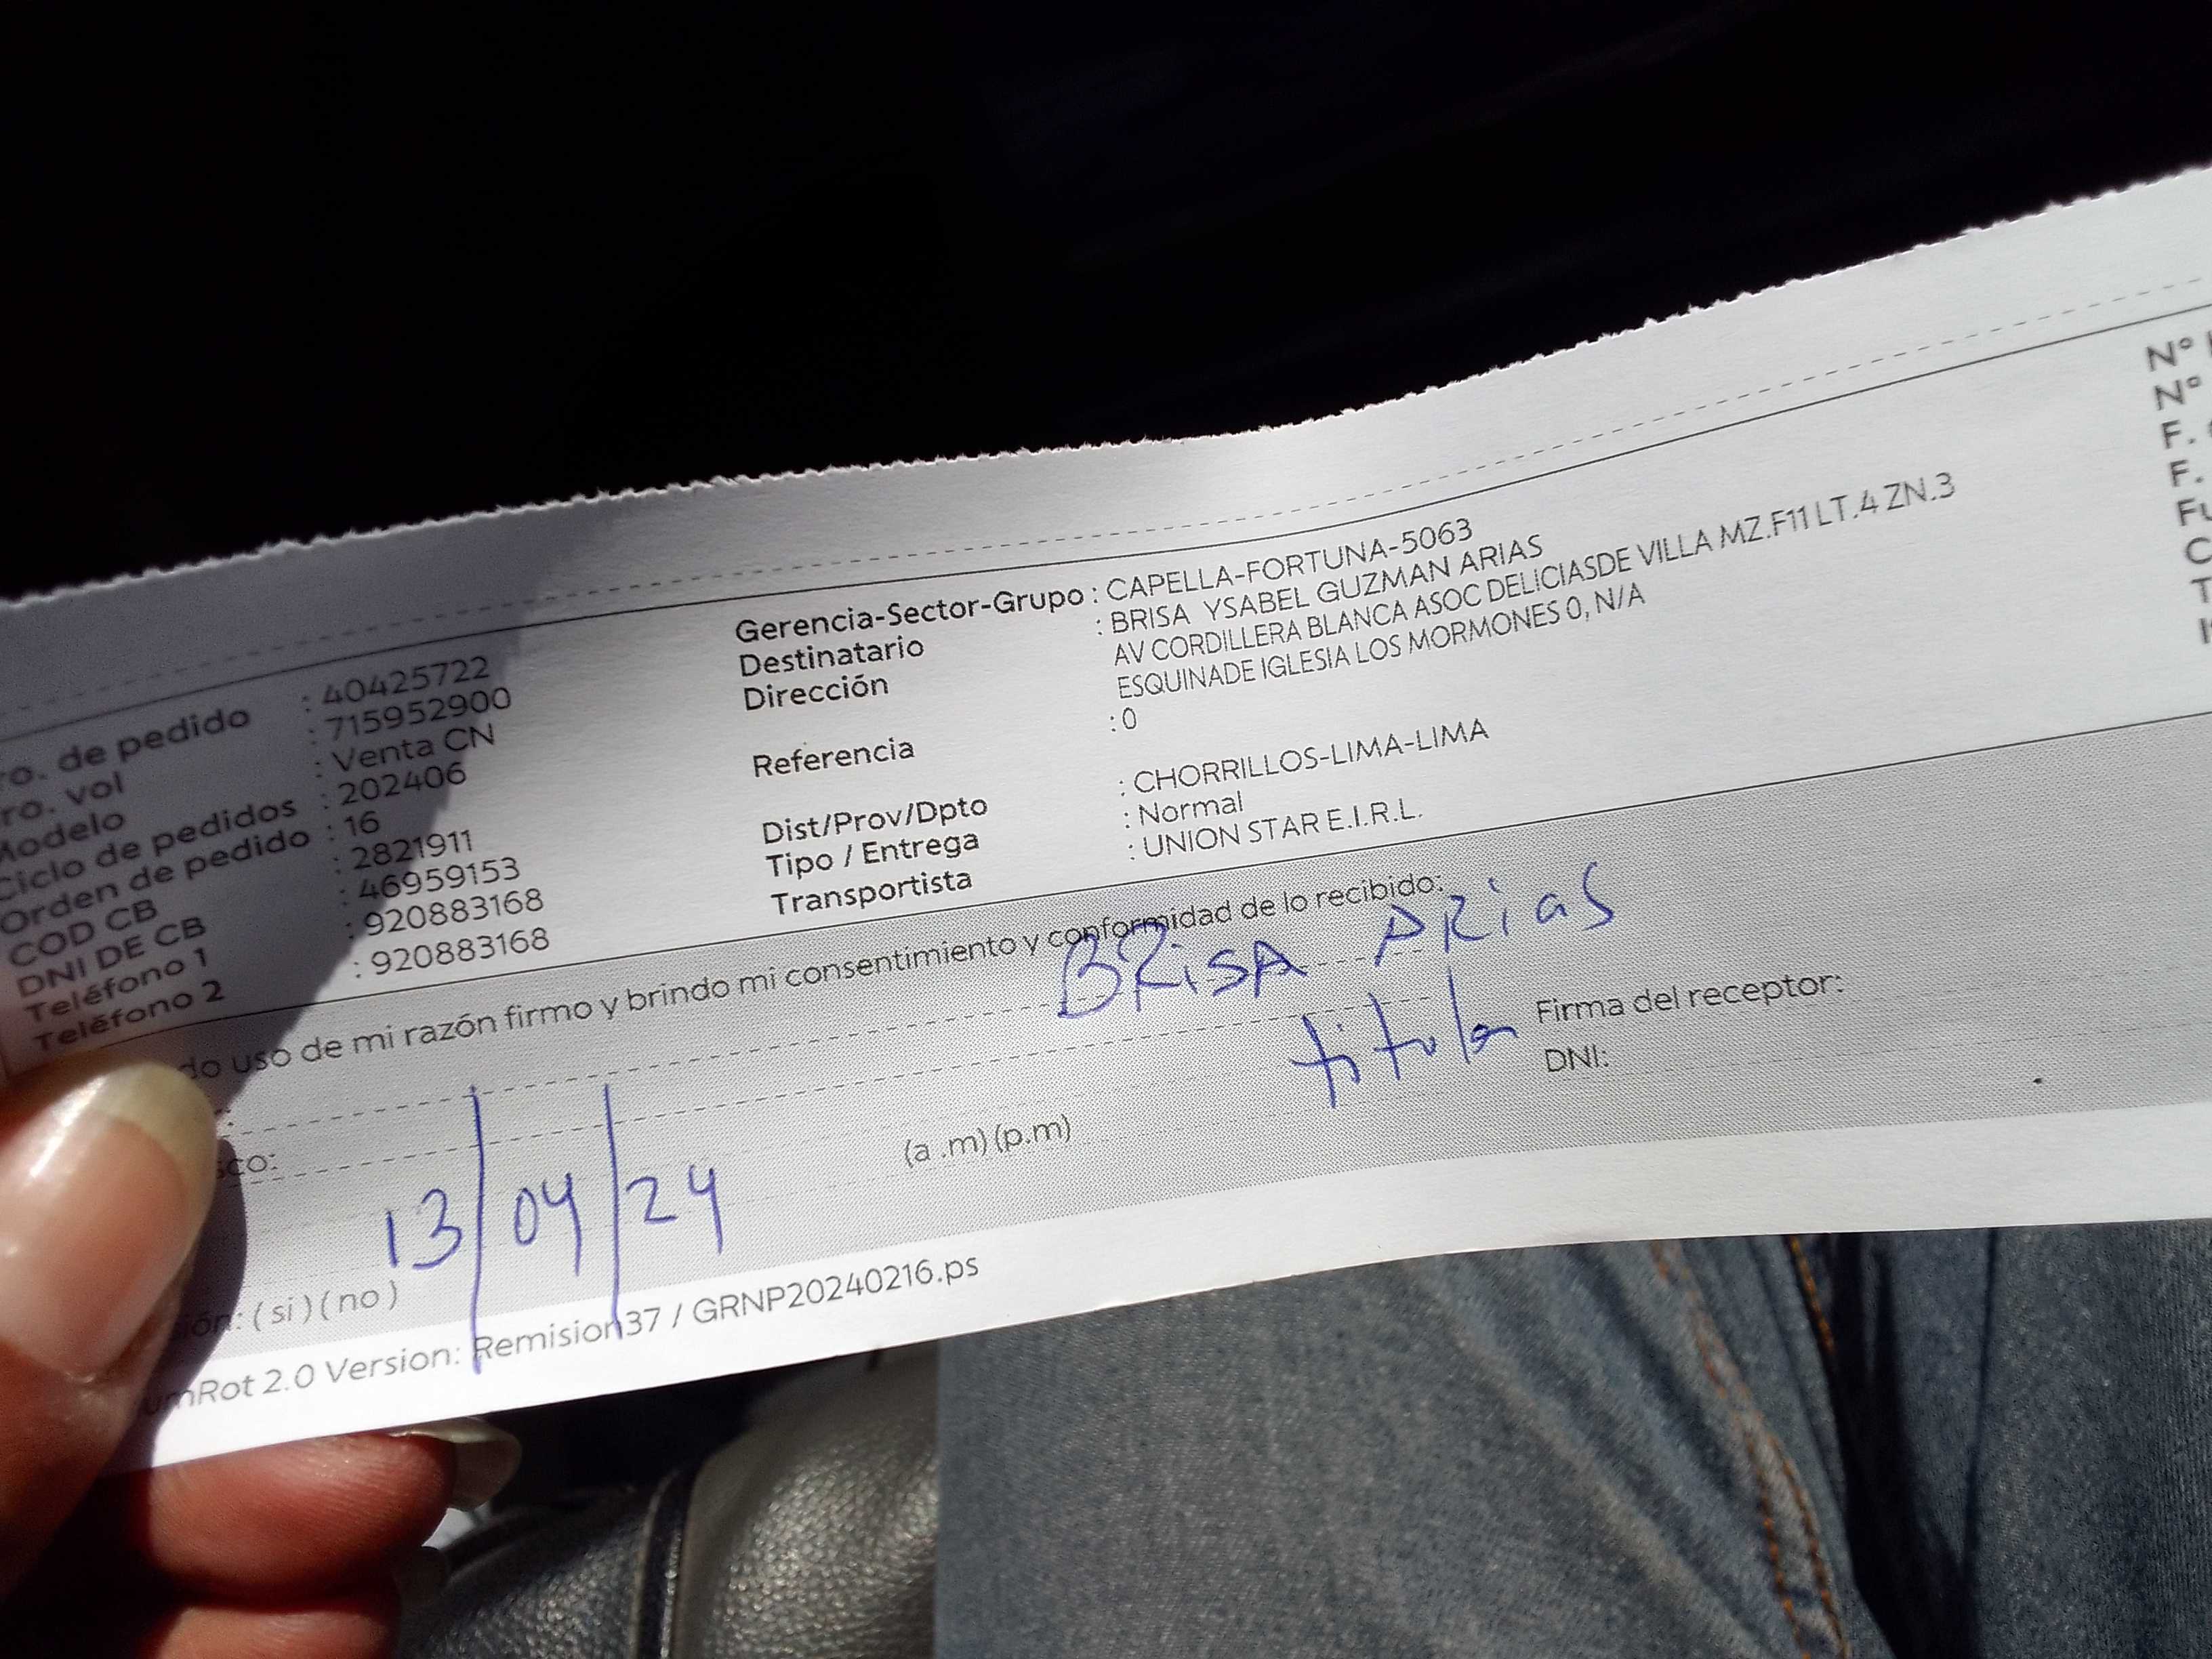 ro. de pedido : 40425722
ro. vol : 715952900
Modelo : Venta CN
Ciclo de pedidos : 202406
Orden de pedido : 16
COD CB : 2821911
DNI DE CB : 46959153
Teléfono 1 : 920883168
Teléfono 2 : 920883168
Gerencia-Sector-Grupo : CAPELLA-FORTUNA-5063
Destinatario : BRISA YSABEL GUZMAN ARIAS
Dirección AV CORDILLERA BLANCA ASOC DELICIASDE VILLA MZ.F11 LT.4 ZN.3
ESQUINADE IGLESIA LOS MORMONES 0, N/A
Referencia : 0
Dist/Prov/Dpto : CHORRILLOS-LIMA-LIMA
Tipo / Entrega : Normal
Transportista : UNION STAR E.I.R.L.
N°
N°
F.
F.
do uso de mi razón firmo y brindo mi consentimiento y conformidad de lo recibido:
BRisA ARiaS
titular
Firma del receptor:
DNI:
sco:
(a .m) (p.m)
13/04/24
ión: ( si ) ( no )
umRot 2.0 Version: Remision37 / GRNP20240216.ps